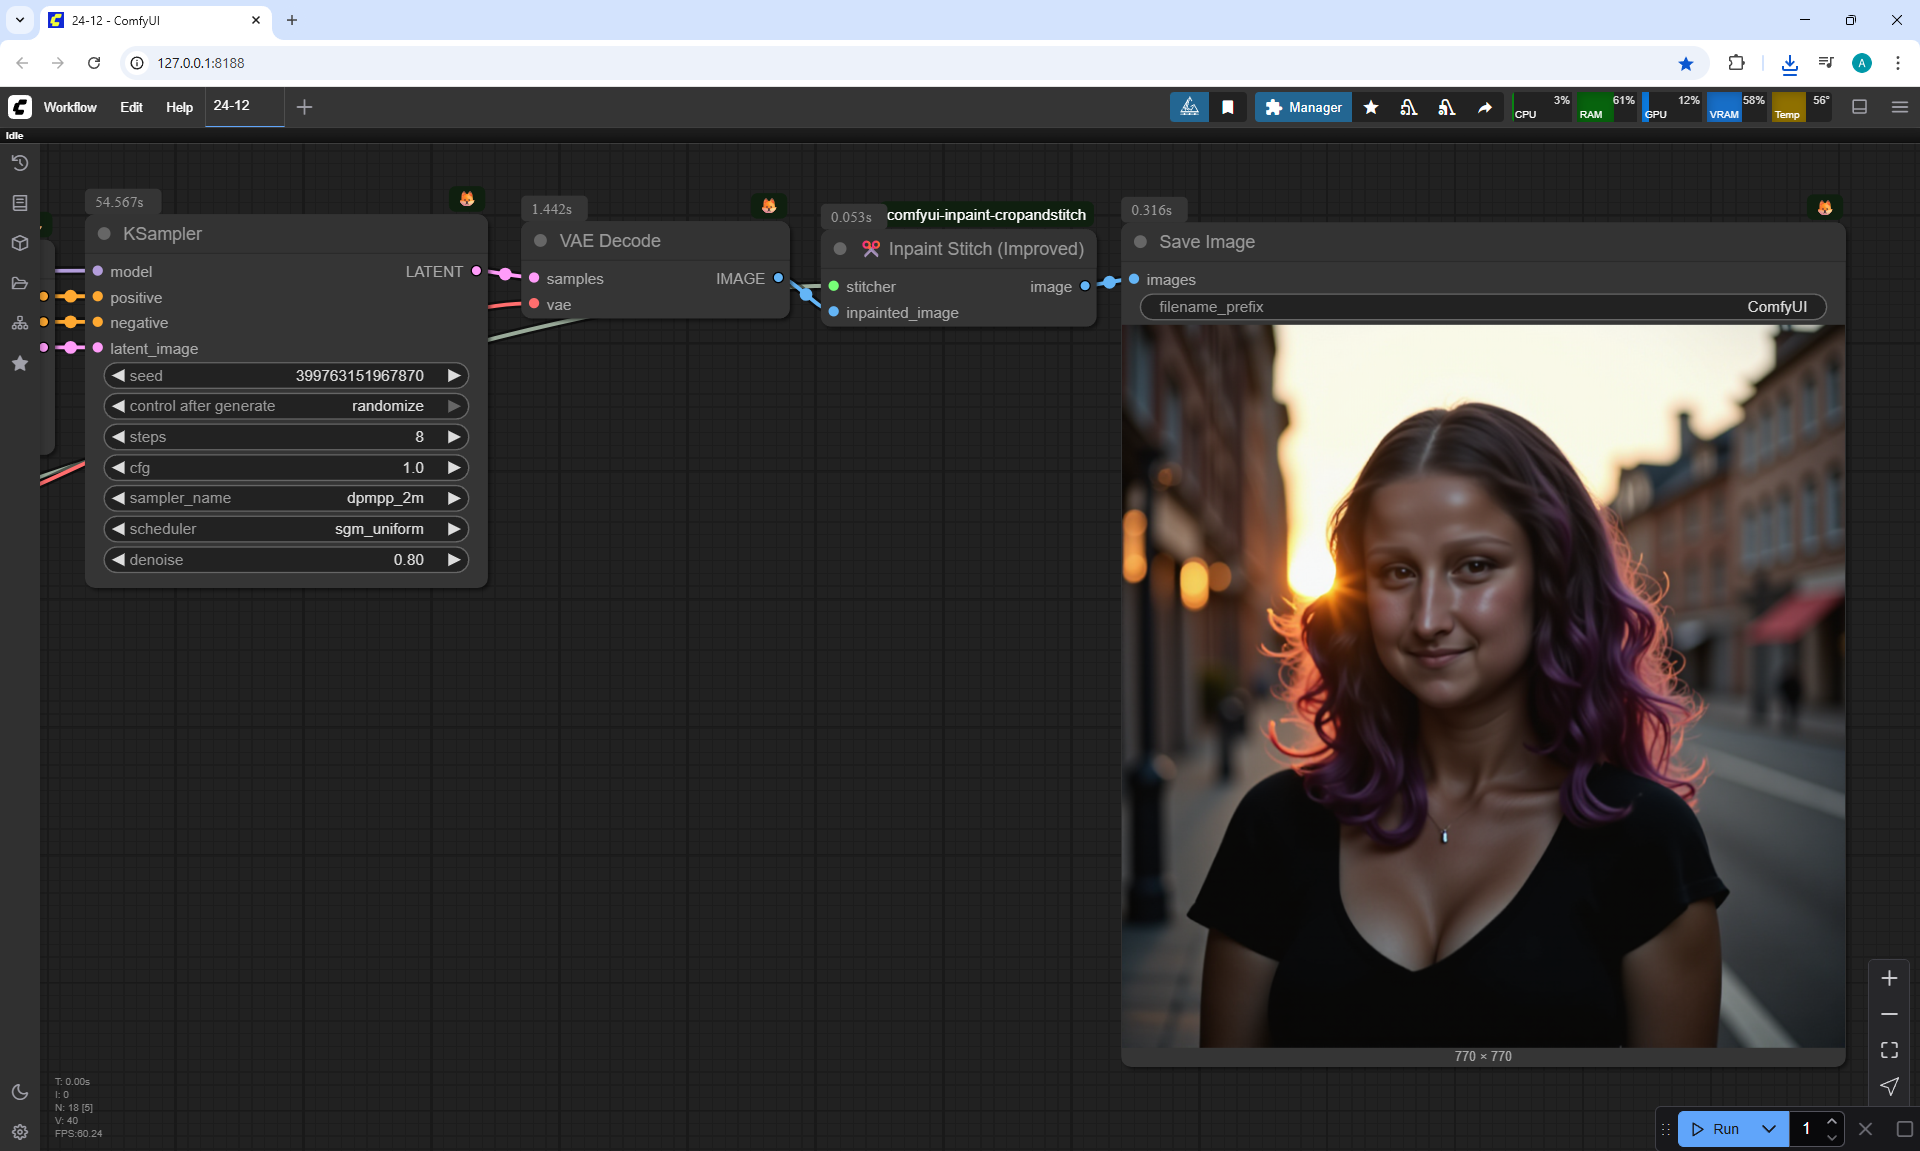 24-12 - ComfyUI
127.0.0.1:8188
A
Workflow Edit Help 24-12
Manager
CPU 3% RAM 61% GPU 12% VRAM 58% Temp 56°
Idle
54.567s
KSampler
model LATENT
positive
negative
latent_image
seed 399763151967870
control after generate randomize
steps 8
cfg 1.0
sampler_name dpmpp_2m
scheduler sgm_uniform
denoise 0.80
1.442s
VAE Decode
samples IMAGE
vae
0.053s comfyui-inpaint-cropandstitch
Inpaint Stitch (Improved)
stitcher image
inpainted_image
0.316s
Save Image
images
filename_prefix ComfyUI
770 × 770
T: 0.00s
I: 0
N: 18 [5]
V: 40
FPS:60.24
Run 1